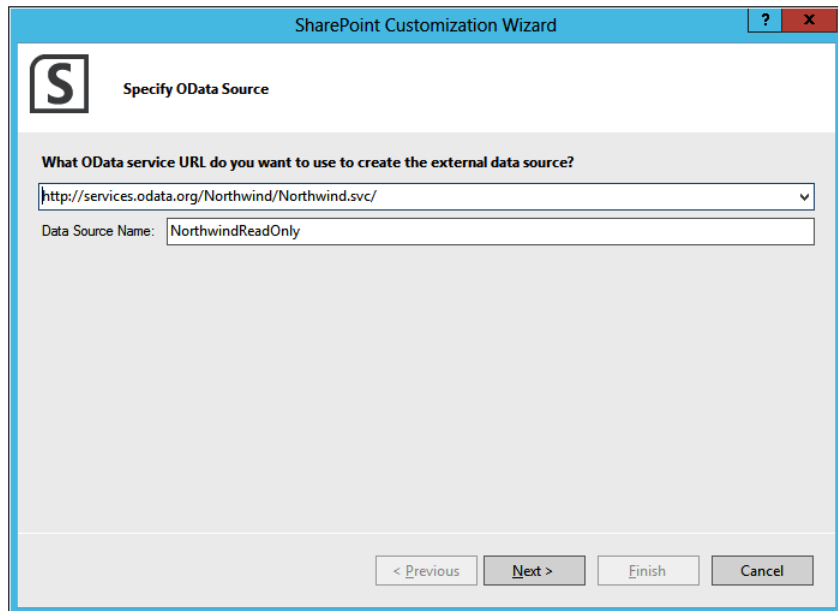 SharePoint Customization Wizard
? x
S
Specify OData Source
What OData service URL do you want to use to create the external data source?
http://services.odata.org/Northwind/Northwind.svc/
Data Source Name: NorthwindReadOnly
< Previous Next > Finish Cancel